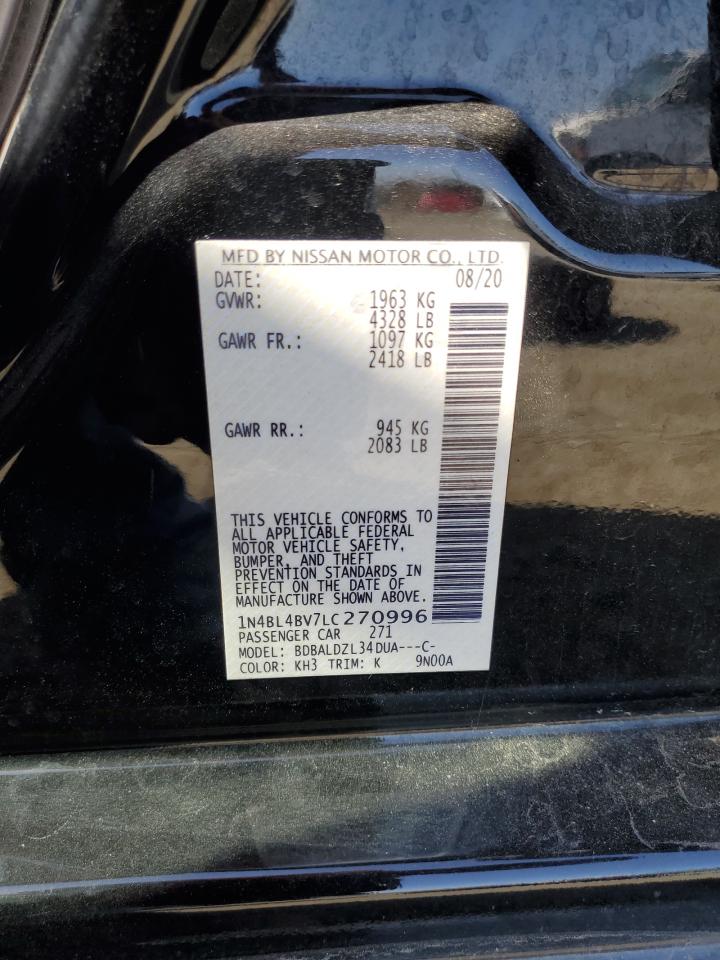 MFD BY NISSAN MOTOR CO., LTD.
DATE: 08/20
GVWR: 1963 KG
4328 LB
GAWR FR.: 1097 KG
2418 LB
GAWR RR.: 945 KG
2083 LB
THIS VEHICLE CONFORMS TO
ALL APPLICABLE FEDERAL
MOTOR VEHICLE SAFETY,
BUMPER, AND THEFT
PREVENTION STANDARDS IN
EFFECT ON THE DATE OF
MANUFACTURE SHOWN ABOVE.
1N4BL4BV7LC270996
PASSENGER CAR 271
MODEL: BDBALDZL34DUA---C-
COLOR: KH3 TRIM: K 9N00A